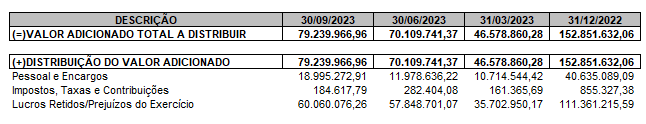 DESCRIÇÃO 30/09/2023 30/06/2023 31/03/2023 31/12/2022
(=)VALOR ADICIONADO TOTAL A DISTRIBUIR 79.239.966,96 70.109.741,37 46.578.860,28 152.851.632,06
(+)DISTRIBUIÇÃO DO VALOR ADICIONADO 79.239.966,96 70.109.741,37 46.578.860,28 152.851.632,06
Pessoal e Encargos 18.995.272,91 11.978.636,22 10.714.544,42 40.635.089,09
Impostos, Taxas e Contribuições 184.617,79 282.404,08 161.365,69 855.327,38
Lucros Retidos/Prejuízos do Exercício 60.060.076,26 57.848.701,07 35.702.950,17 111.361.215,59